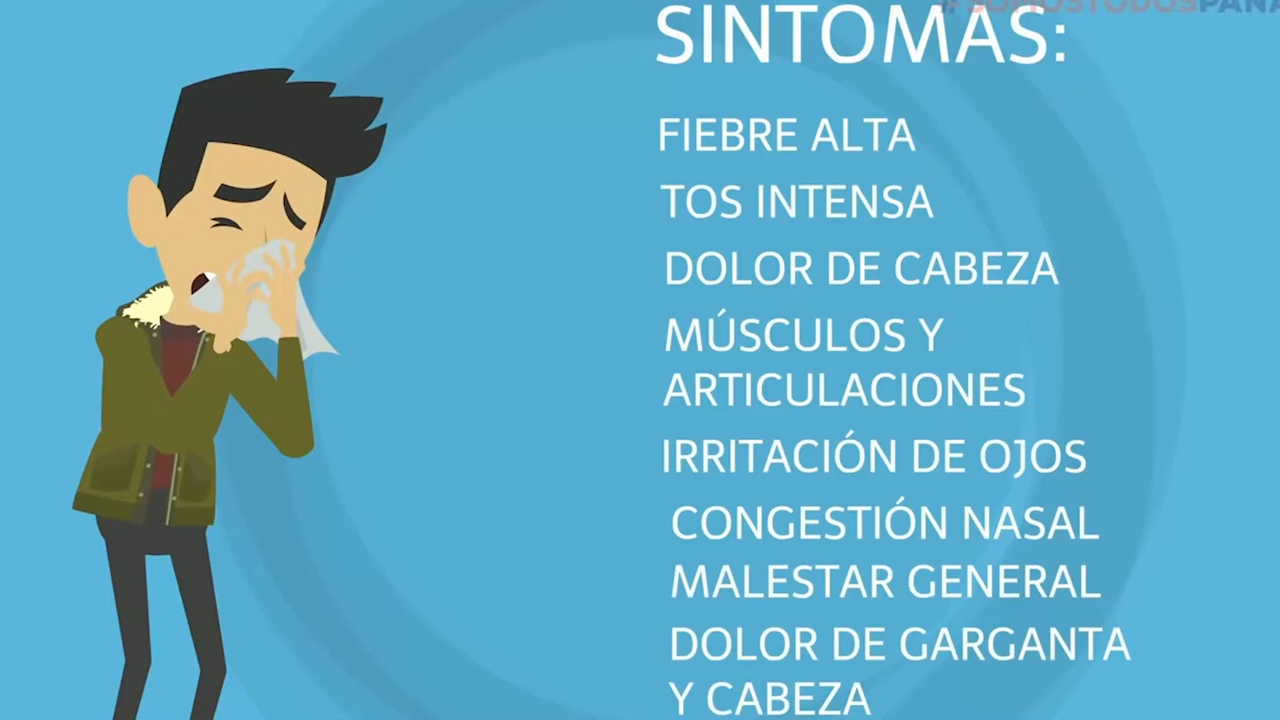 #SOMOSTODOSPANA
SINTOMAS:
FIEBRE ALTA
TOS INTENSA
DOLOR DE CABEZA
MÚSCULOS Y
ARTICULACIONES
IRRITACIÓN DE OJOS
CONGESTIÓN NASAL
MALESTAR GENERAL
DOLOR DE GARGANTA
Y CABEZA